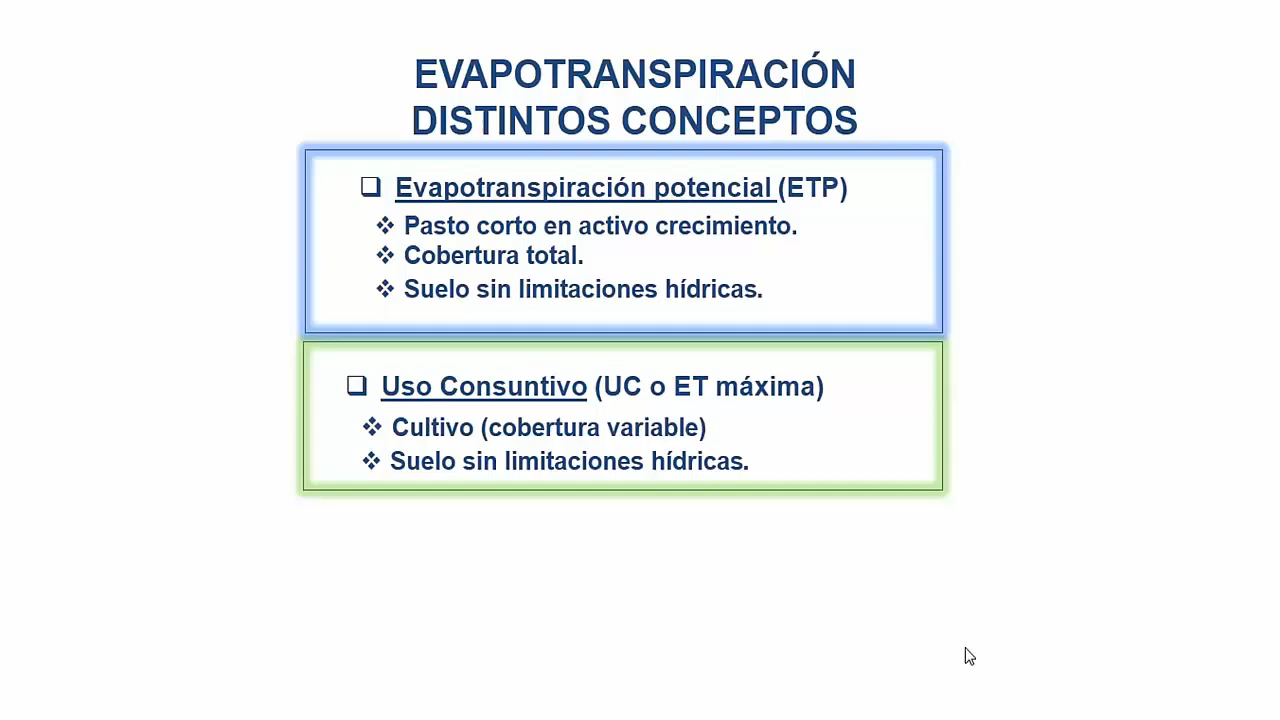 EVAPOTRANSPIRACIÓN
DISTINTOS CONCEPTOS
Evapotranspiración potencial (ETP)
Pasto corto en activo crecimiento.
Cobertura total.
Suelo sin limitaciones hídricas.
Uso Consuntivo (UC o ET máxima)
Cultivo (cobertura variable)
Suelo sin limitaciones hídricas.